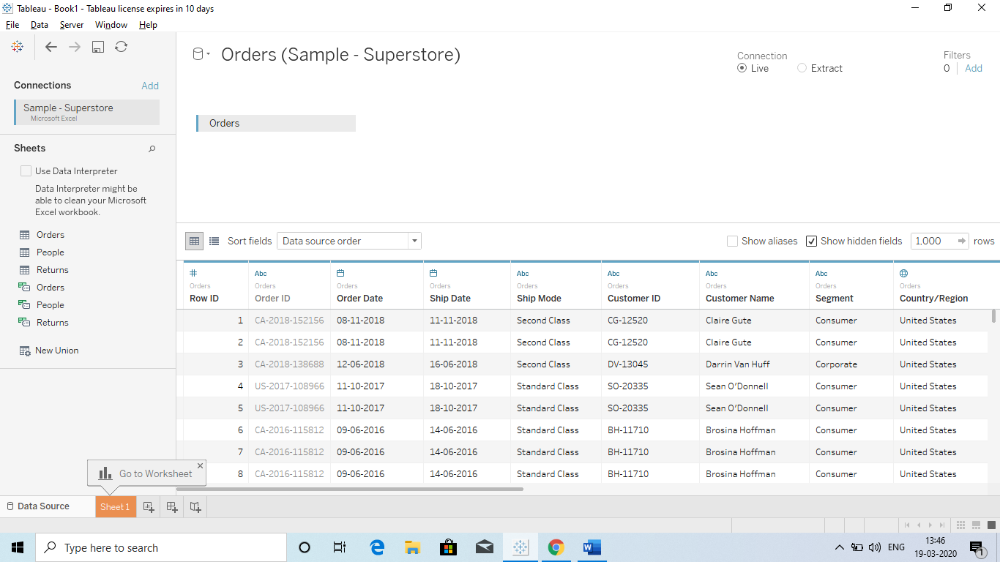 Tableau - Book1 - Tableau license expires in 10 days
File Data Server Window Help
Connections Add
Sample - Superstore
Microsoft Excel
Sheets
Use Data Interpreter
Data Interpreter might be
able to clean your Microsoft
Excel workbook.
Orders
People
Returns
Orders
People
Returns
New Union
Orders (Sample - Superstore)
Connection
Live Extract
Filters
0 Add
Orders
Sort fields Data source order Show aliases Show hidden fields 1,000 rows
# Abc Abc Abc Abc Abc
Orders Orders Orders Orders Orders Orders Orders Orders Orders
Row ID Order ID Order Date Ship Date Ship Mode Customer ID Customer Name Segment Country/Region
1 CA-2018-152156 08-11-2018 11-11-2018 Second Class CG-12520 Claire Gute Consumer United States
2 CA-2018-152156 08-11-2018 11-11-2018 Second Class CG-12520 Claire Gute Consumer United States
3 CA-2018-138688 12-06-2018 16-06-2018 Second Class DV-13045 Darrin Van Huff Corporate United States
4 US-2017-108966 11-10-2017 18-10-2017 Standard Class SO-20335 Sean O'Donnell Consumer United States
5 US-2017-108966 11-10-2017 18-10-2017 Standard Class SO-20335 Sean O'Donnell Consumer United States
6 CA-2016-115812 09-06-2016 14-06-2016 Standard Class BH-11710 Brosina Hoffman Consumer United States
7 CA-2016-115812 09-06-2016 14-06-2016 Standard Class BH-11710 Brosina Hoffman Consumer United States
8 CA-2016-115812 09-06-2016 14-06-2016 Standard Class BH-11710 Brosina Hoffman Consumer United States
Go to Worksheet
Data Source Sheet 1
Type here to search
ENG
13:46
19-03-2020
1